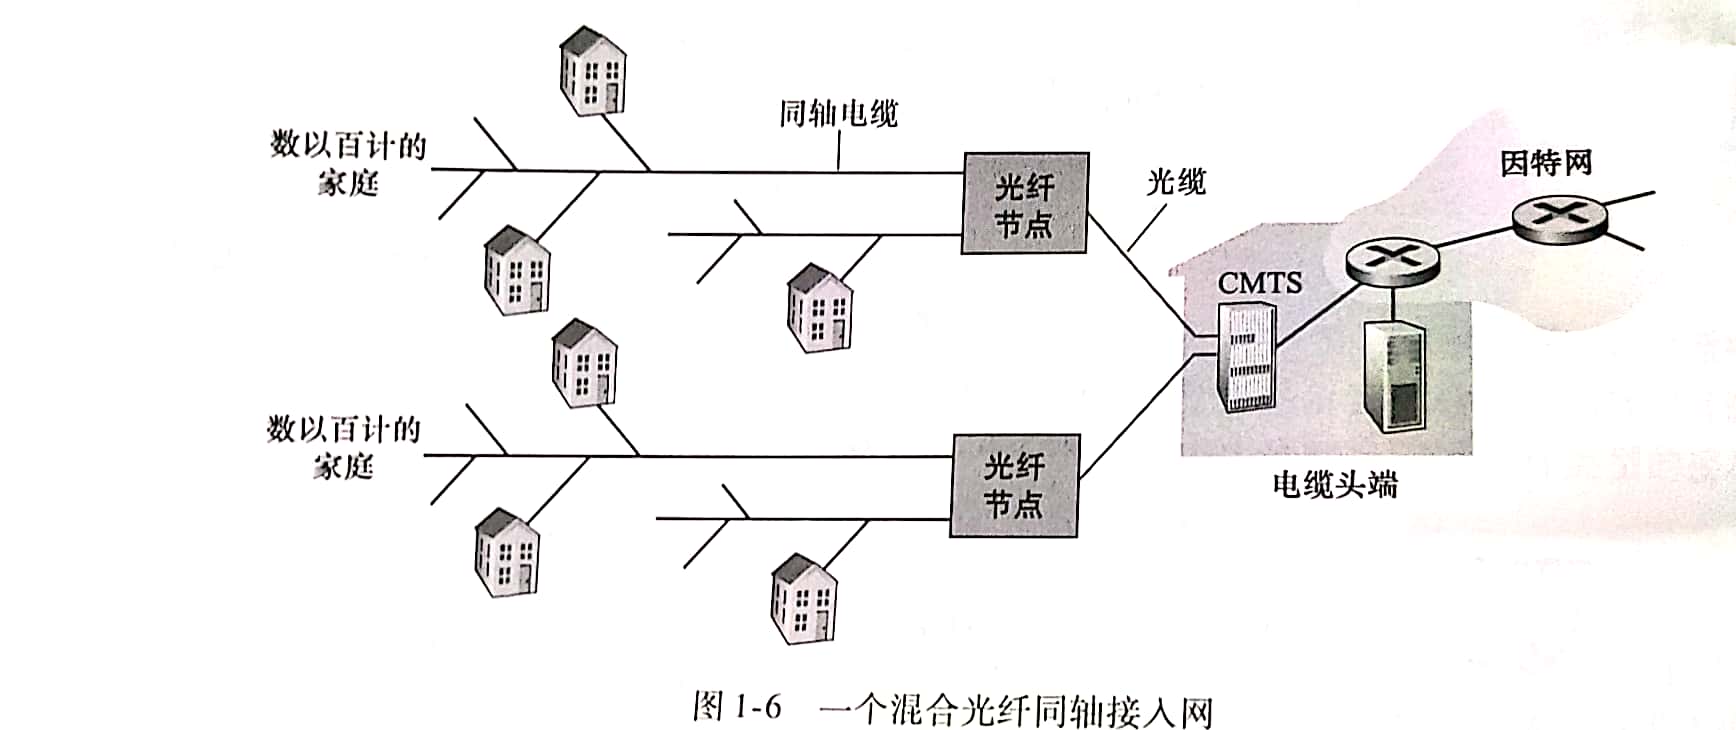 数以百计的
家庭
同轴电缆
光纤
节点
光缆
CMTS
因特网
数以百计的
家庭
光纤
节点
电缆头端
图 1-6 一个混合光纤同轴接入网